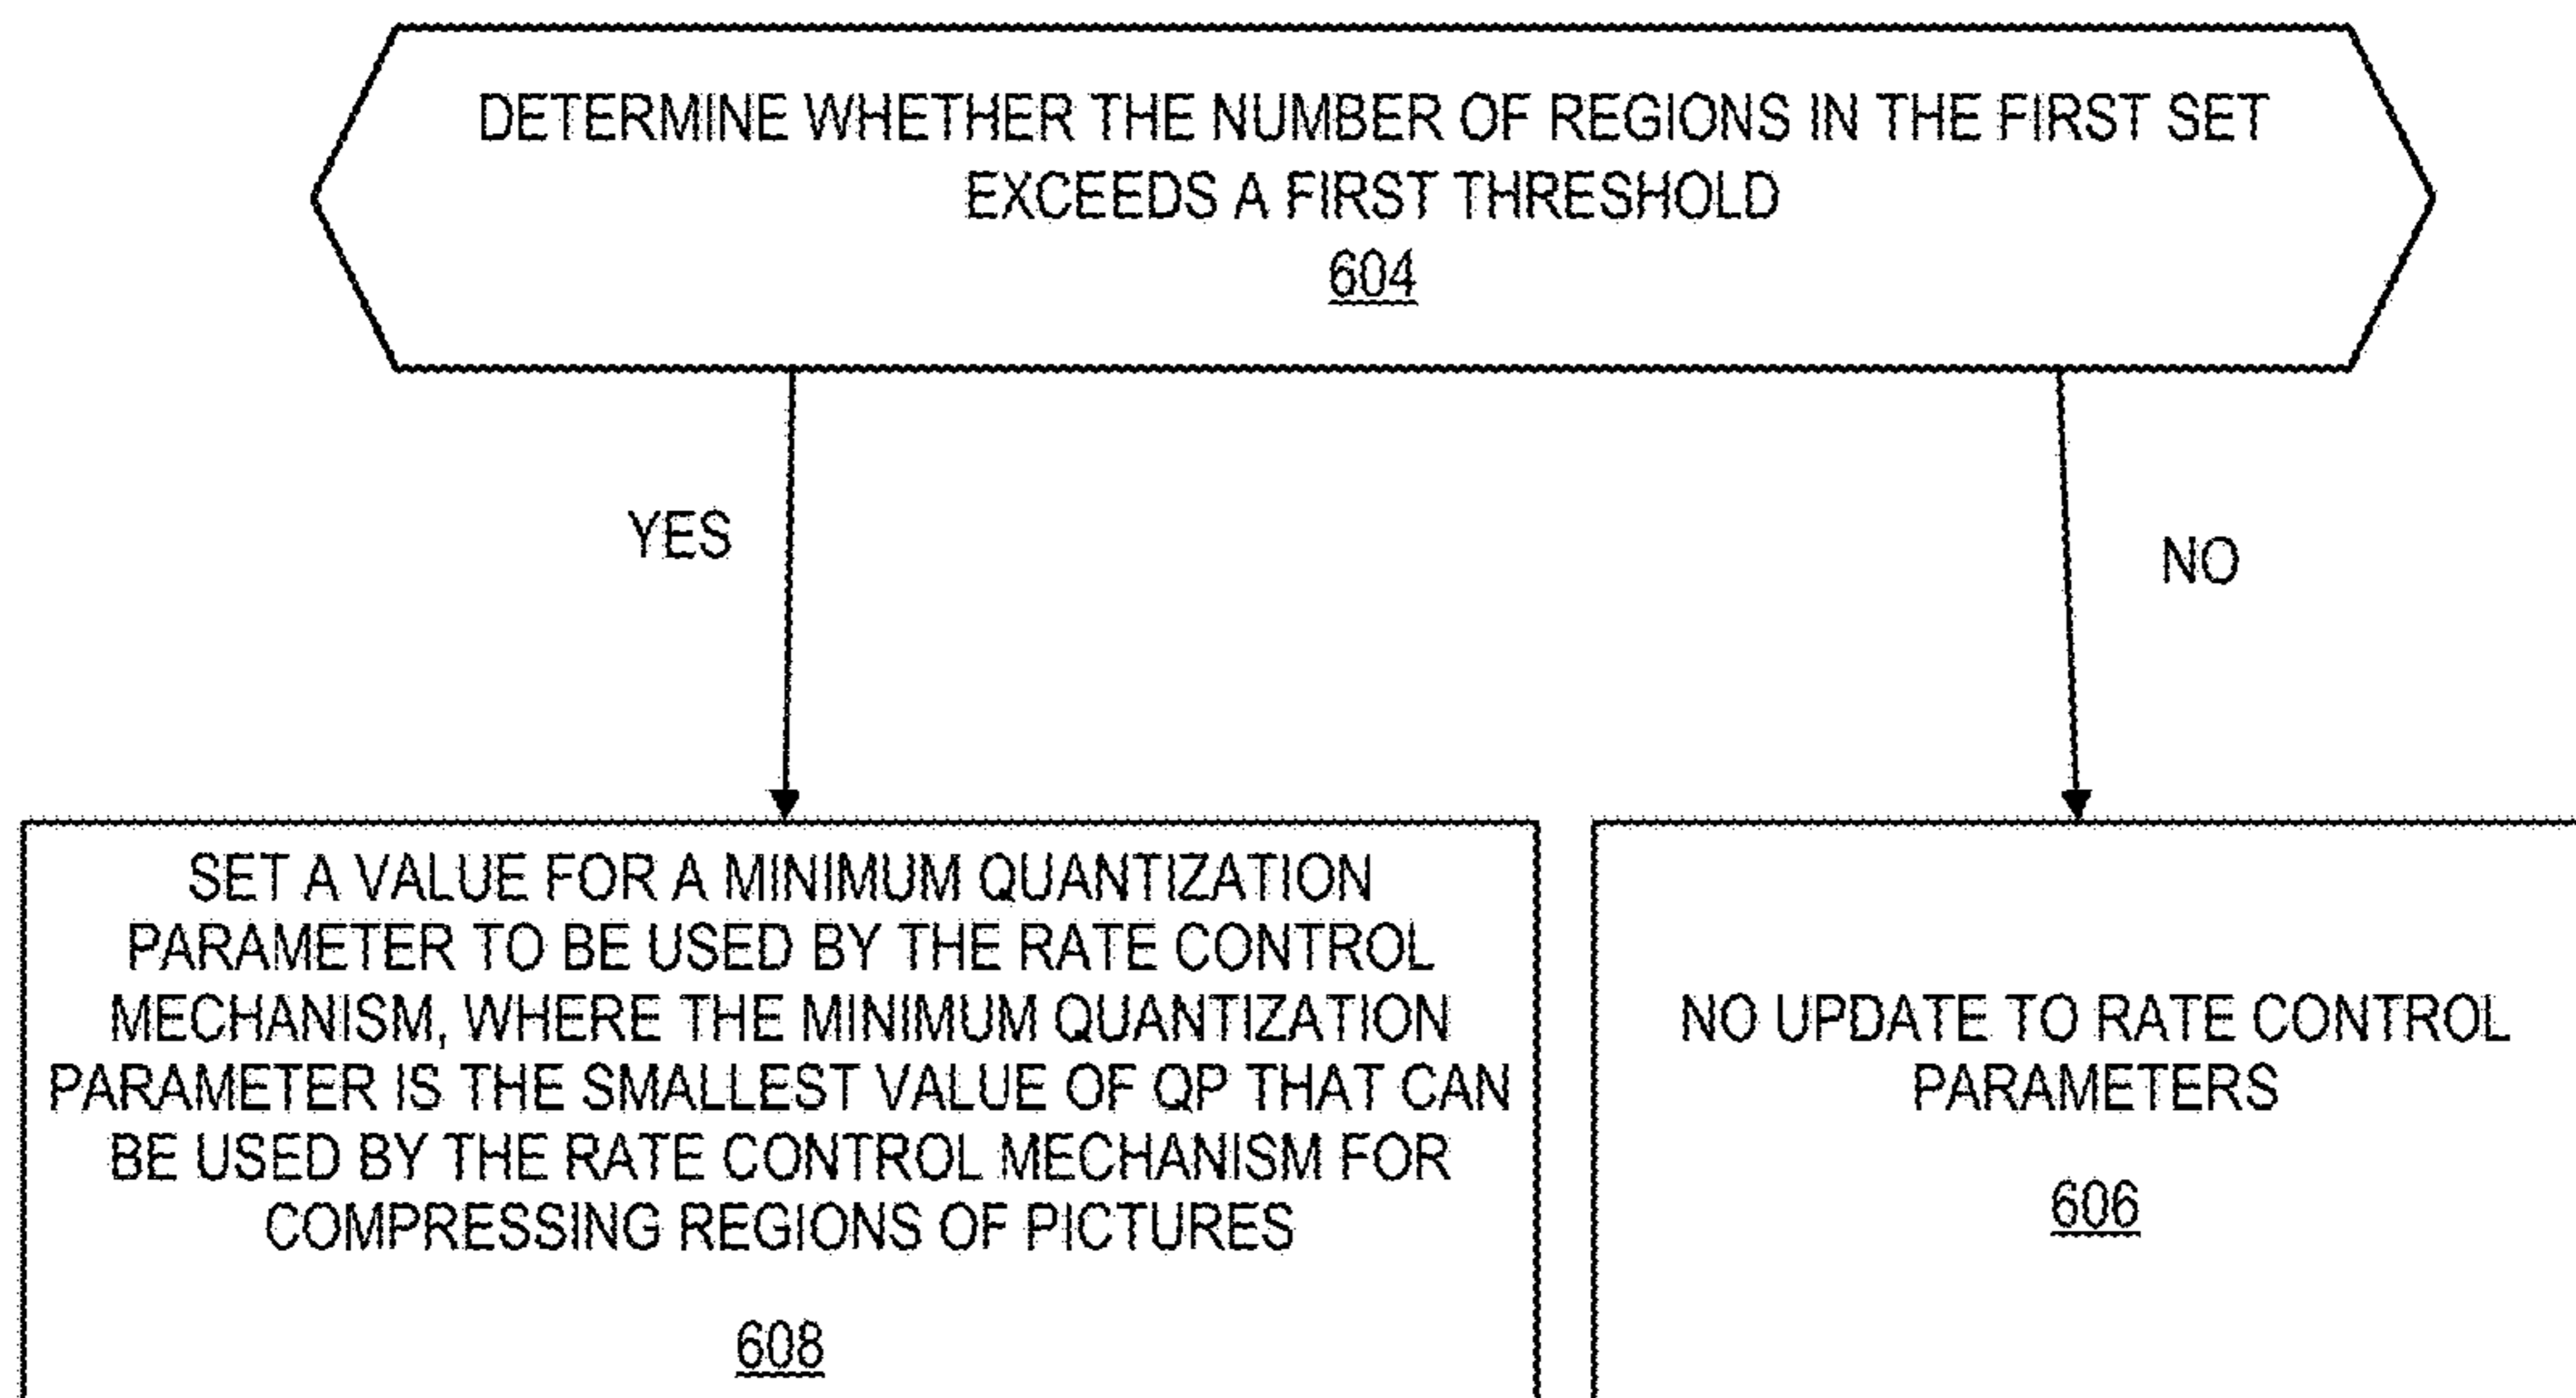 DETERMINE WHETHER THE NUMBER OF REGIONS IN THE FIRST SET
EXCEEDS A FIRST THRESHOLD
604
YES
NO
SET A VALUE FOR A MINIMUM QUANTIZATION
PARAMETER TO BE USED BY THE RATE CONTROL
MECHANISM, WHERE THE MINIMUM QUANTIZATION
PARAMETER IS THE SMALLEST VALUE OF QP THAT CAN
BE USED BY THE RATE CONTROL MECHANISM FOR
COMPRESSING REGIONS OF PICTURES
608
NO UPDATE TO RATE CONTROL
PARAMETERS
606